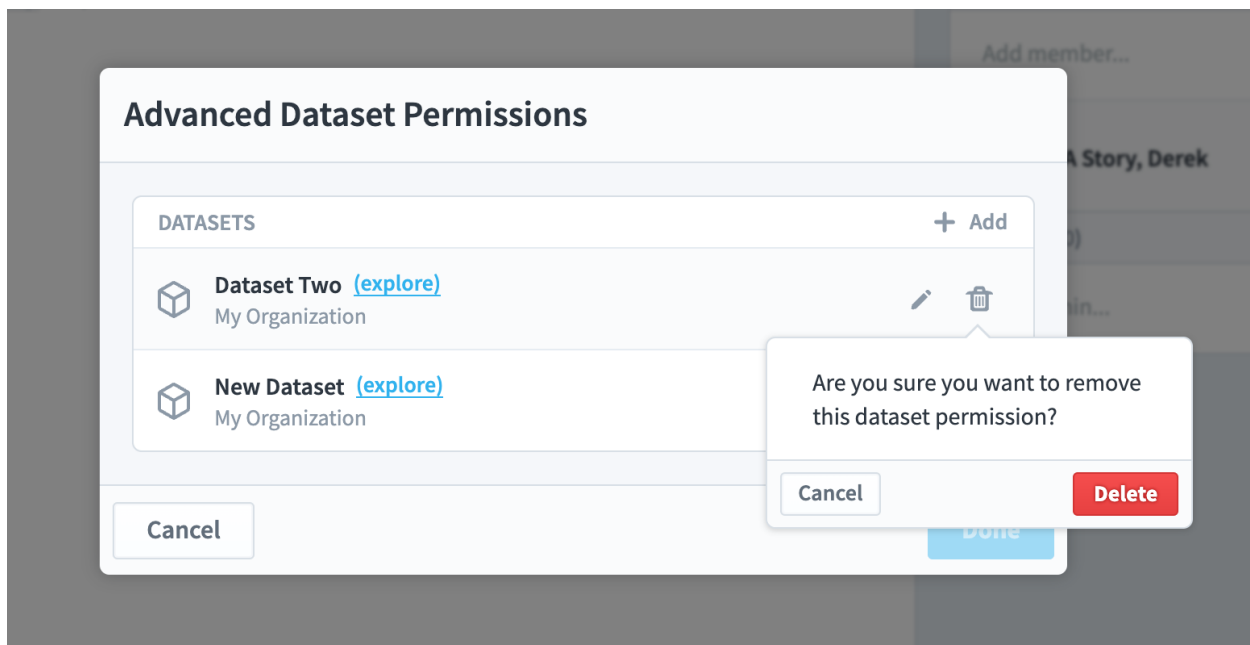 Add member...
Advanced Dataset Permissions
A Story, Derek
DATASETS
+ Add
Dataset Two (explore)
My Organization
New Dataset (explore)
My Organization
Are you sure you want to remove
this dataset permission?
Cancel
Delete
Cancel
Done